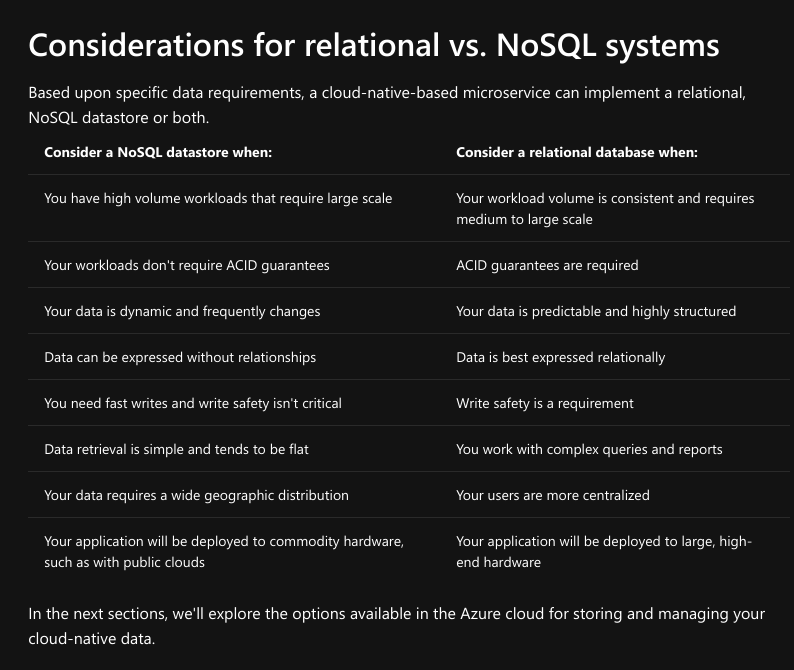 Considerations for relational vs. NoSQL systems
Based upon specific data requirements, a cloud-native-based microservice can implement a relational,
NoSQL datastore or both.
Consider a NoSQL datastore when:
Consider a relational database when:
You have high volume workloads that require large scale
Your workload volume is consistent and requires
medium to large scale
Your workloads don't require ACID guarantees
ACID guarantees are required
Your data is dynamic and frequently changes
Your data is predictable and highly structured
Data can be expressed without relationships
Data is best expressed relationally
You need fast writes and write safety isn't critical
Write safety is a requirement
Data retrieval is simple and tends to be flat
You work with complex queries and reports
Your data requires a wide geographic distribution
Your users are more centralized
Your application will be deployed to commodity hardware,
such as with public clouds
Your application will be deployed to large, high-
end hardware
In the next sections, we'll explore the options available in the Azure cloud for storing and managing your
cloud-native data.